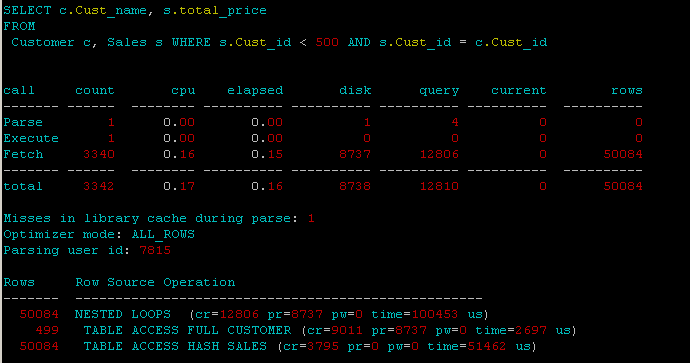 SELECT c.Cust_name, s.total_price
FROM
Customer c, Sales s WHERE s.Cust_id < 500 AND s.Cust_id = c.Cust_id
call count cpu elapsed disk query current rows
------- ------ -------- ---------- ---------- ---------- ---------- ----------
Parse 1 0.00 0.00 1 4 0 0
Execute 1 0.00 0.00 0 0 0 0
Fetch 3340 0.16 0.15 8737 12806 0 50084
------- ------ -------- ---------- ---------- ---------- ---------- ----------
total 3342 0.17 0.16 8738 12810 0 50084
Misses in library cache during parse: 1
Optimizer mode: ALL_ROWS
Parsing user id: 7815
Rows Row Source Operation
------- ---------------------------------------------------
50084 NESTED LOOPS (cr=12806 pr=8737 pw=0 time=100453 us)
499 TABLE ACCESS FULL CUSTOMER (cr=9011 pr=8737 pw=0 time=2697 us)
50084 TABLE ACCESS HASH SALES (cr=3795 pr=0 pw=0 time=51462 us)